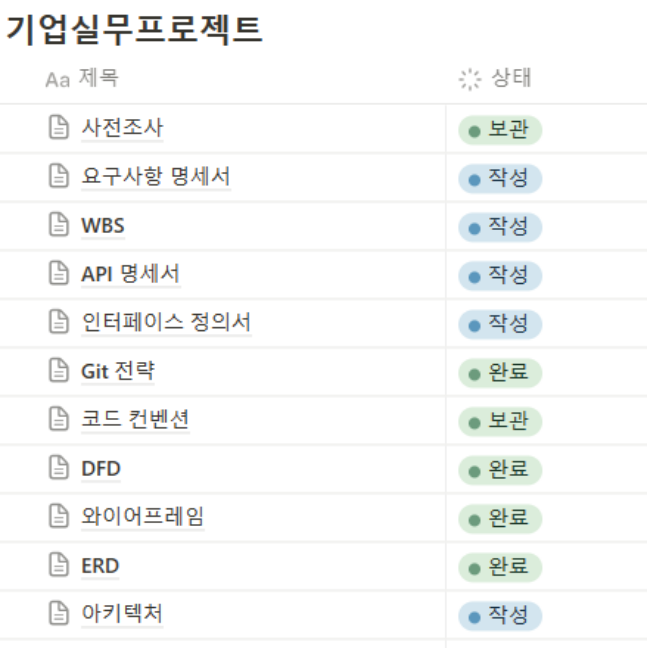 기업실무프로젝트
Aa 제목 상태
사전조사 보관
요구사항 명세서 작성
WBS 작성
API 명세서 작성
인터페이스 정의서 작성
Git 전략 완료
코드 컨벤션 보관
DFD 완료
와이어프레임 완료
ERD 완료
아키텍처 작성